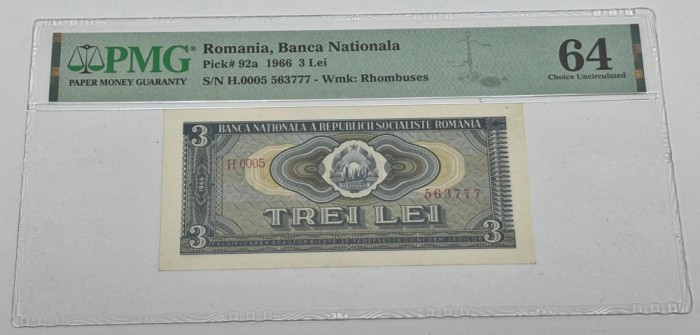 PMG
PAPER MONEY GUARANTY
Romania, Banca Nationala
Pick# 92a 1966 3 Lei
S/N H.0005 563777 - Wmk: Rhombuses
64
Choice Uncirculated
3
BANCA NATIONALA A REPUBLICII SOCIALISTE ROMANIA
H 0005
1966
563777
TREI LEI
3
3